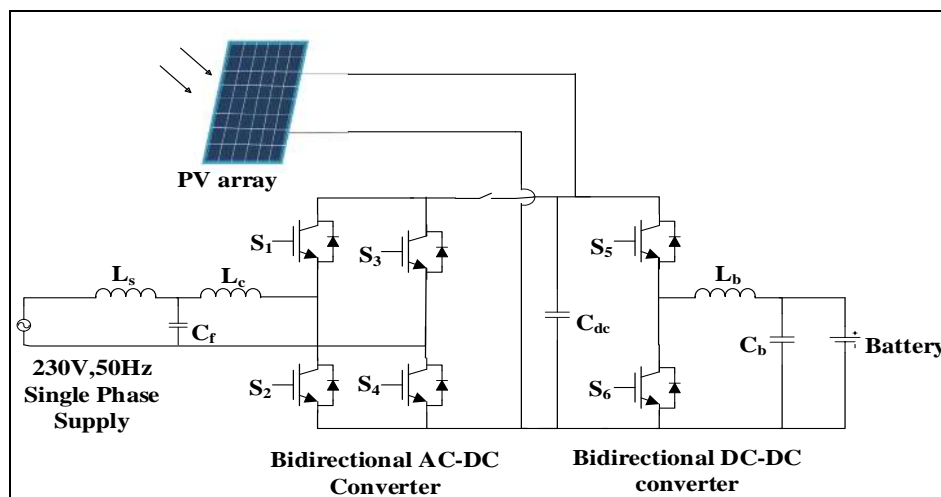 PV array
S1
S3
S5
Ls
Lc
Lb
Cf
Cdc
Cb
Battery
230V,50Hz
Single Phase
Supply
S2
S4
S6
Bidirectional AC-DC
Converter
Bidirectional DC-DC
converter